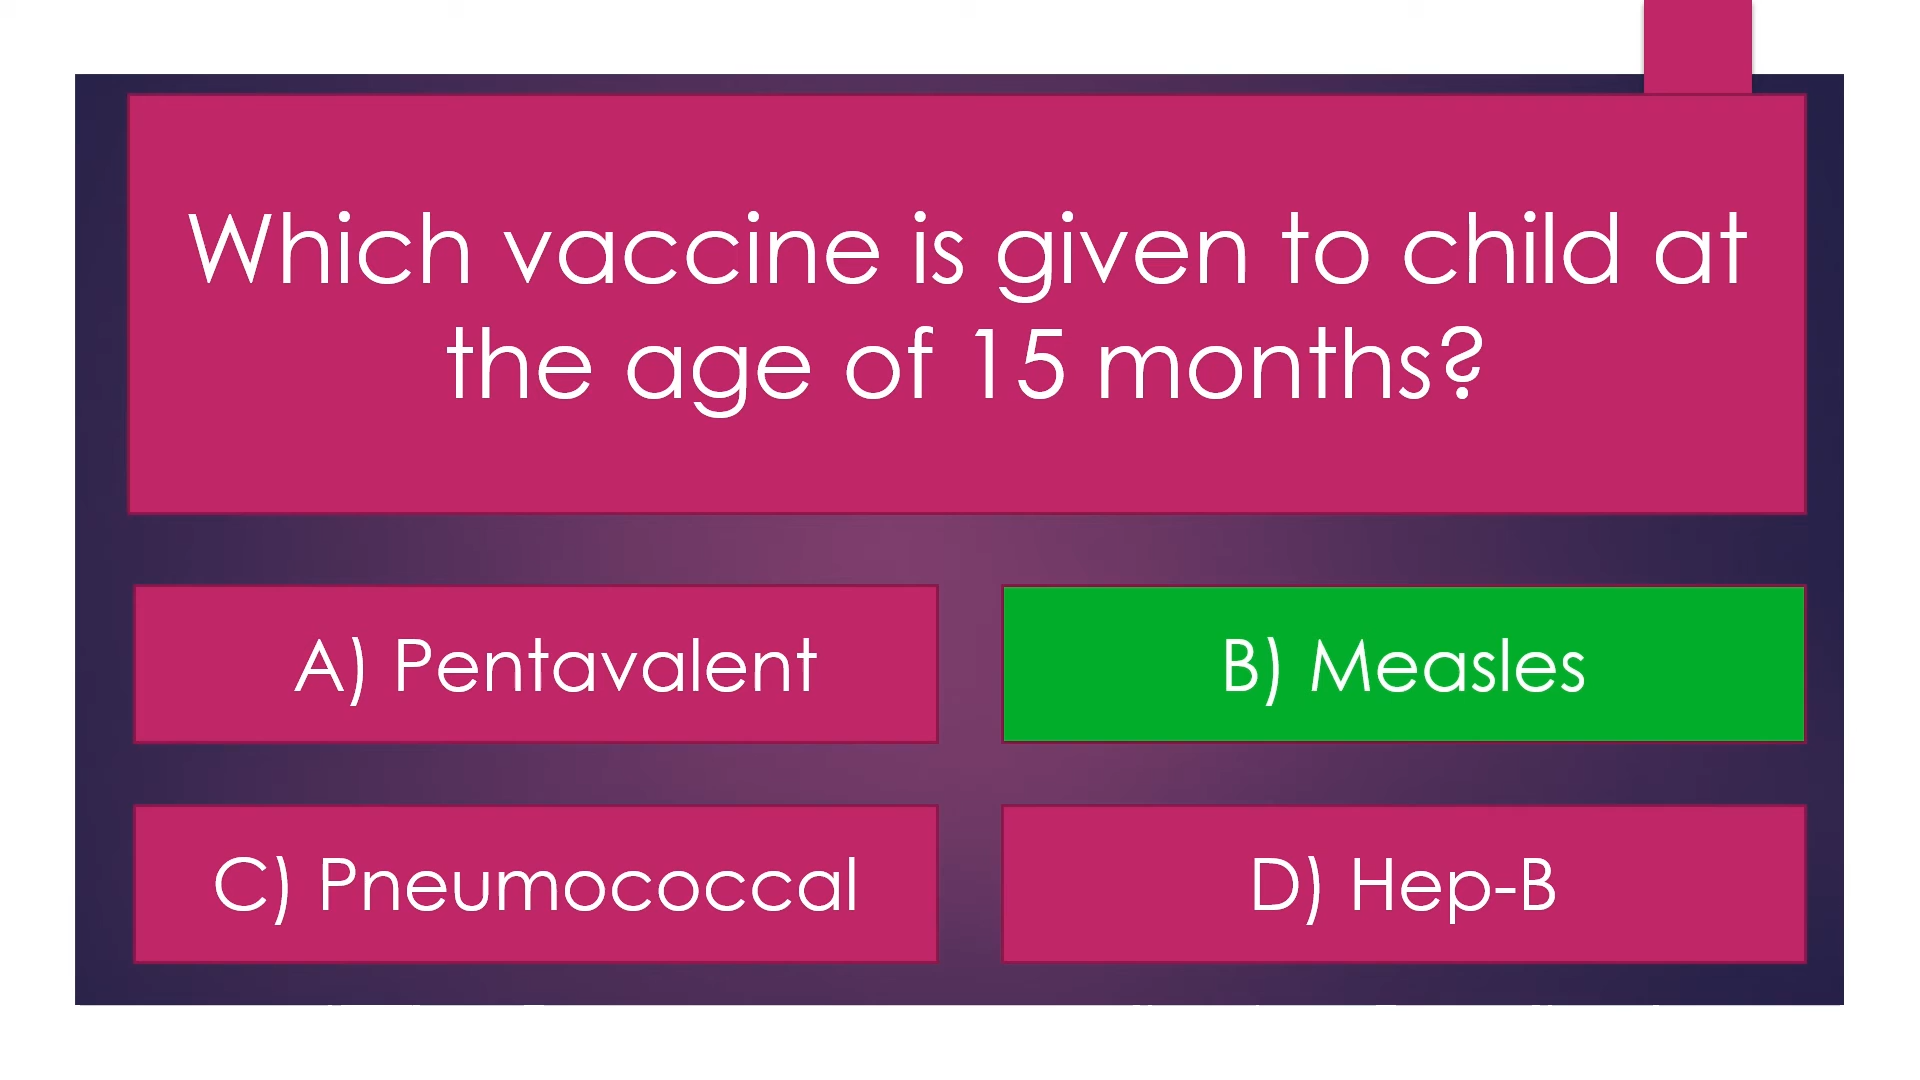 Which vaccine is given to child at
the age of 15 months?
A) Pentavalent
B) Measles
C) Pneumococcal
D) Hep-B